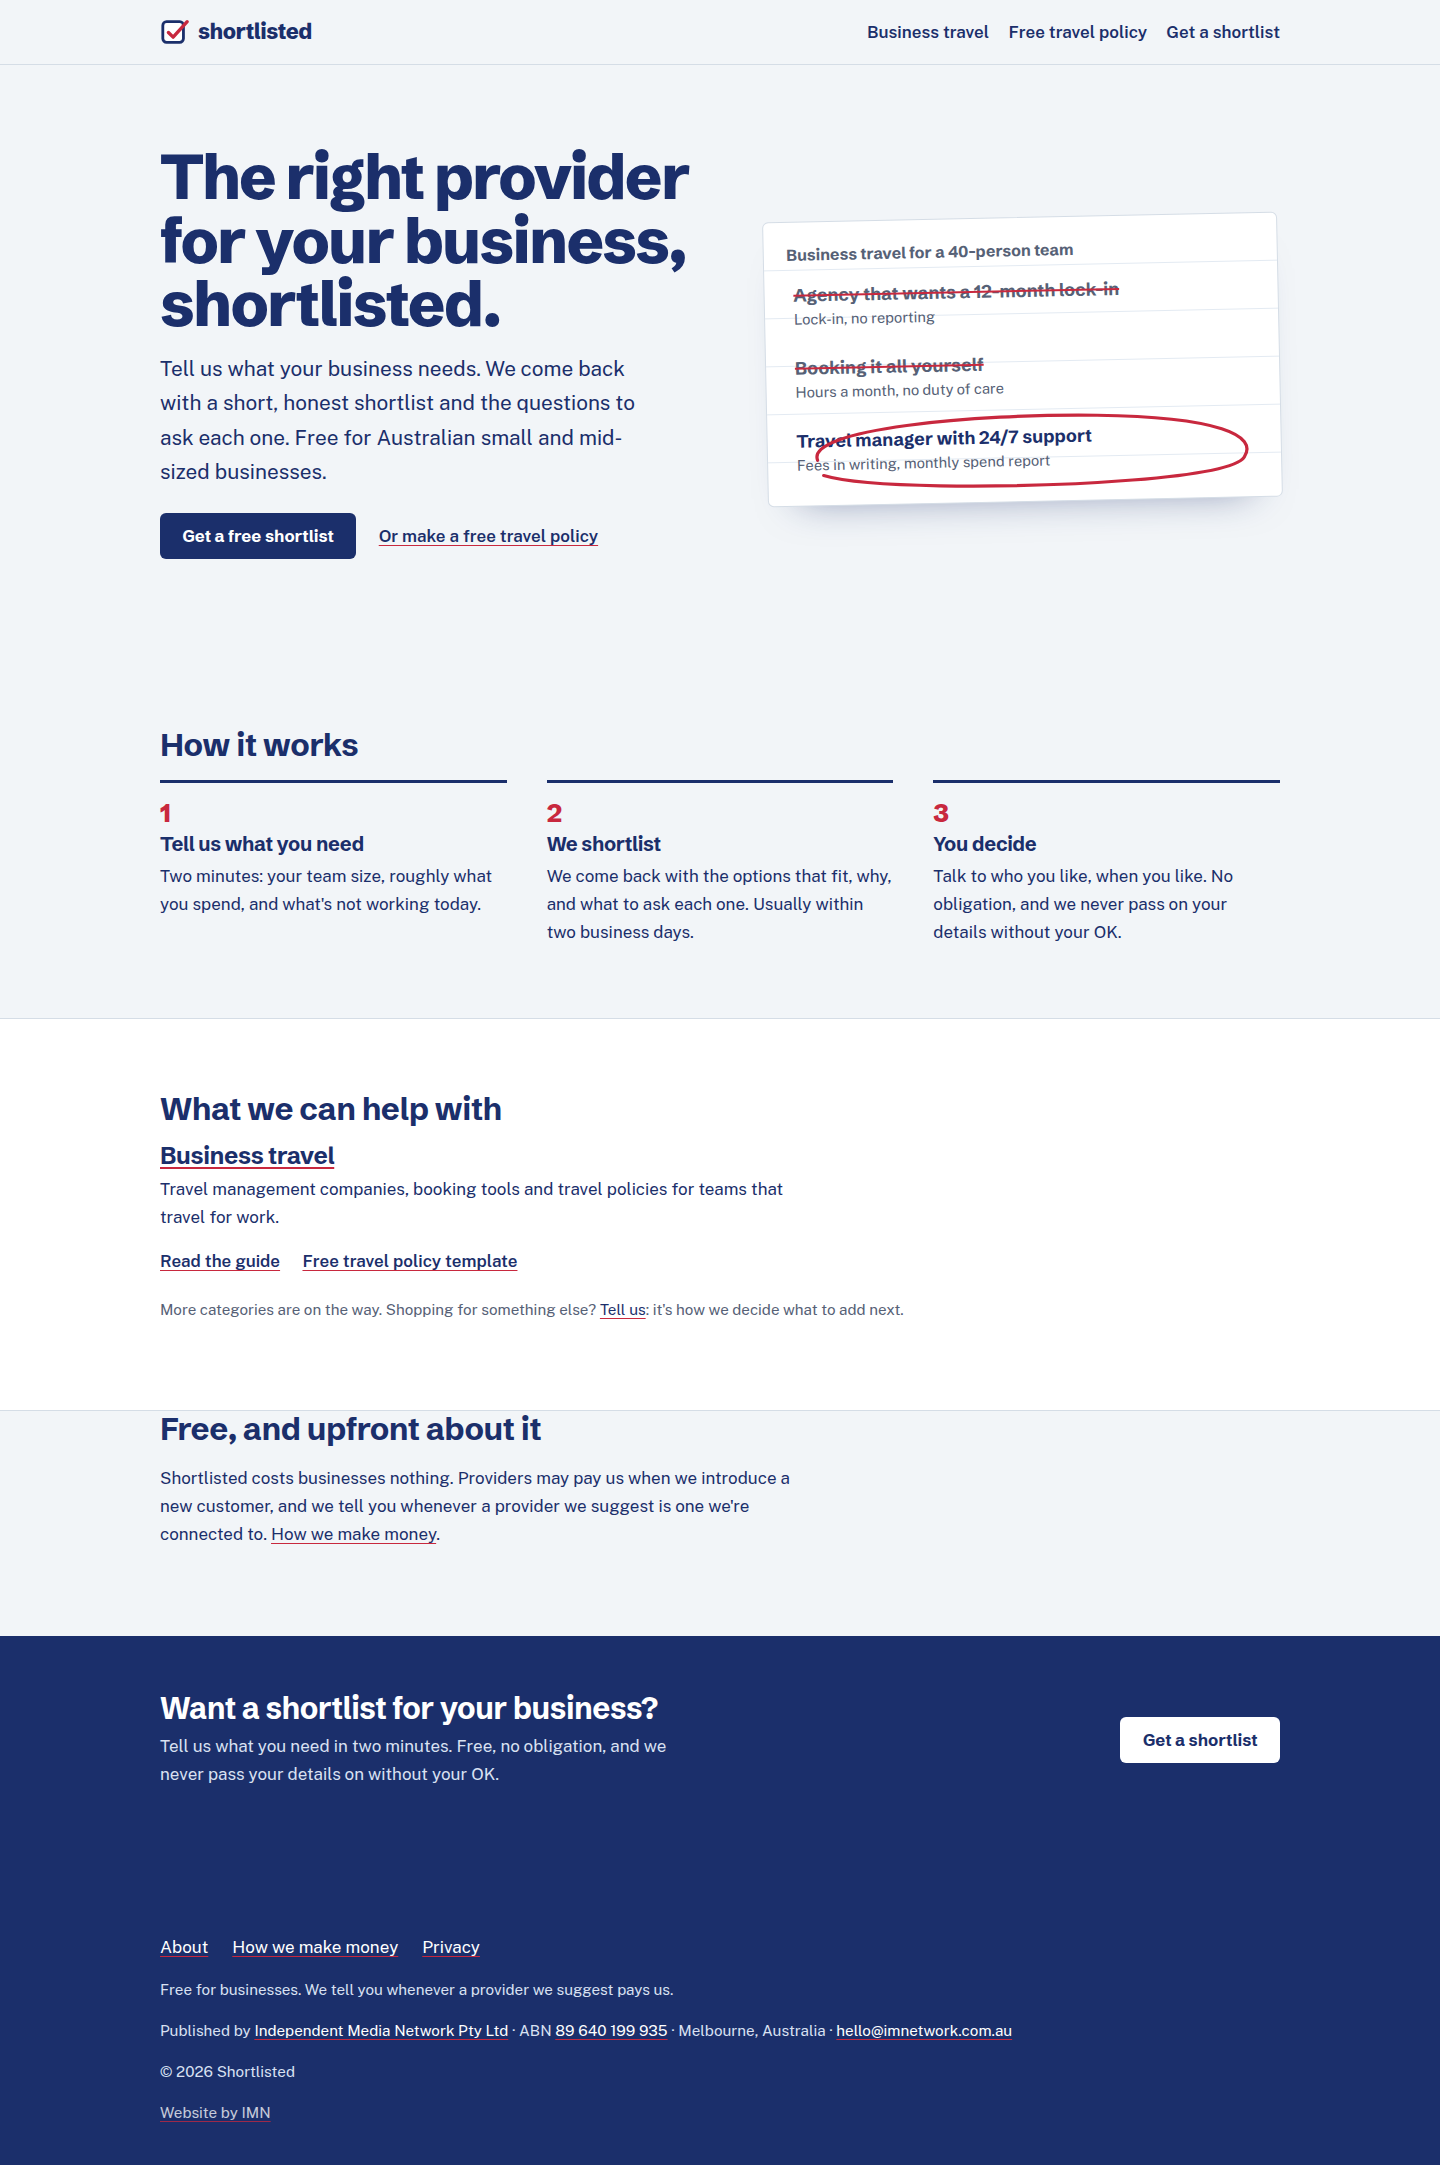 shortlisted
Business travel Free travel policy Get a shortlist
The right provider
for your business,
shortlisted.
Tell us what your business needs. We come back
with a short, honest shortlist and the questions to
ask each one. Free for Australian small and mid-
sized businesses.
Get a free shortlist Or make a free travel policy
Business travel for a 40-person team
Agency that wants a 12-month lock-in
Lock-in, no reporting
Booking it all yourself
Hours a month, no duty of care
Travel manager with 24/7 support
Fees in writing, monthly spend report
How it works
1
Tell us what you need
Two minutes: your team size, roughly what
you spend, and what's not working today.
2
We shortlist
We come back with the options that fit, why,
and what to ask each one. Usually within
two business days.
3
You decide
Talk to who you like, when you like. No
obligation, and we never pass on your
details without your OK.
What we can help with
Business travel
Travel management companies, booking tools and travel policies for teams that
travel for work.
Read the guide Free travel policy template
More categories are on the way. Shopping for something else? Tell us: it's how we decide what to add next.
Free, and upfront about it
Shortlisted costs businesses nothing. Providers may pay us when we introduce a
new customer, and we tell you whenever a provider we suggest is one we're
connected to. How we make money.
Want a shortlist for your business?
Tell us what you need in two minutes. Free, no obligation, and we
never pass your details on without your OK.
Get a shortlist
About How we make money Privacy
Free for businesses. We tell you whenever a provider we suggest pays us.
Published by Independent Media Network Pty Ltd · ABN 89 640 199 935 · Melbourne, Australia · hello@imnetwork.com.au
© 2026 Shortlisted
Website by IMN